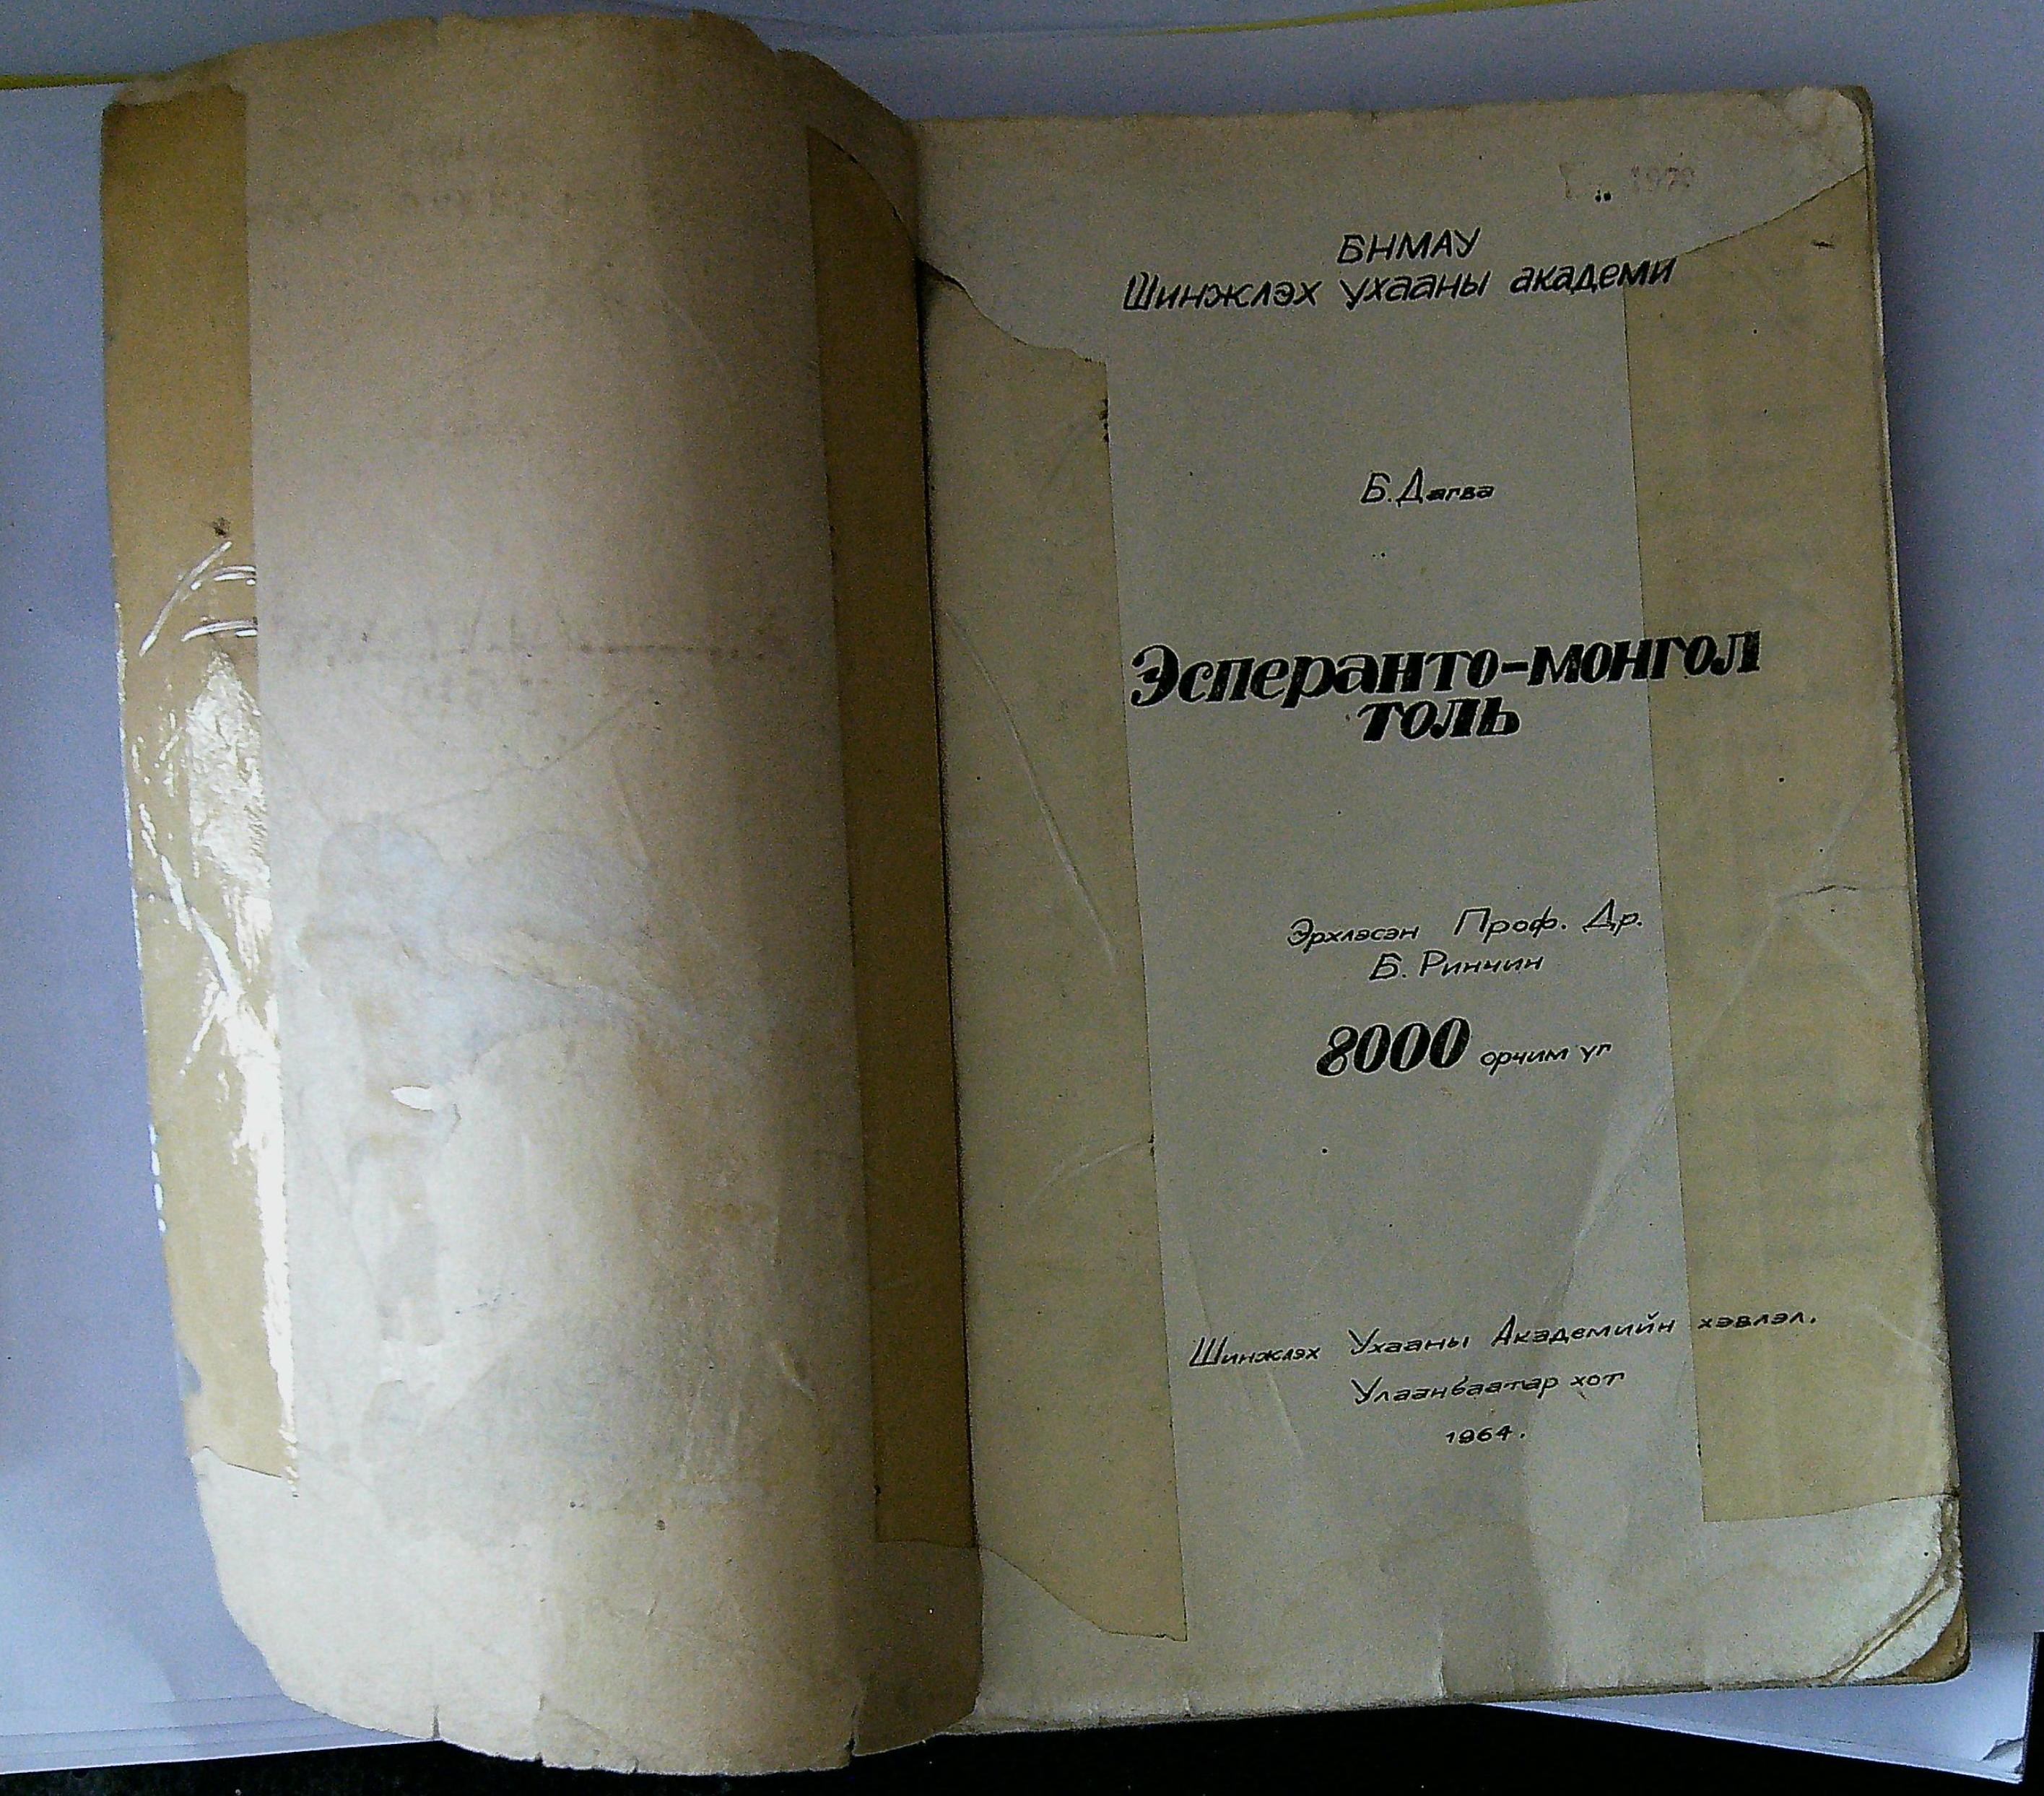 БНМАУ
Шинжлэх ухааны академи
Б. Дагва
Эсперанто-монгол
толь
Эрхлэсэн Проф. Др.
Б. Ринчин
8000 орчим үг
Шинжлэх Ухааны Академийн хэвлэл.
Улаанбаатар хот
1964.